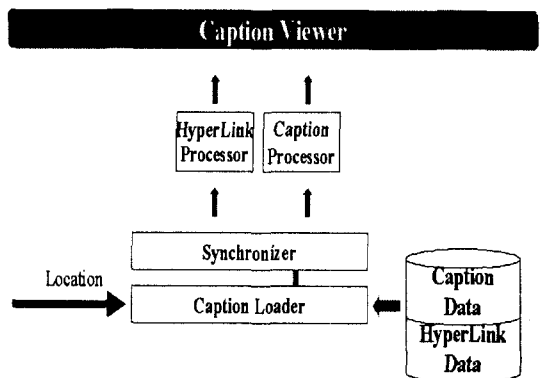 Caption Viewer
HyperLink
Processor
Caption
Processor
Synchronizer
Location
Caption Loader
Caption
Data
HyperLink
Data